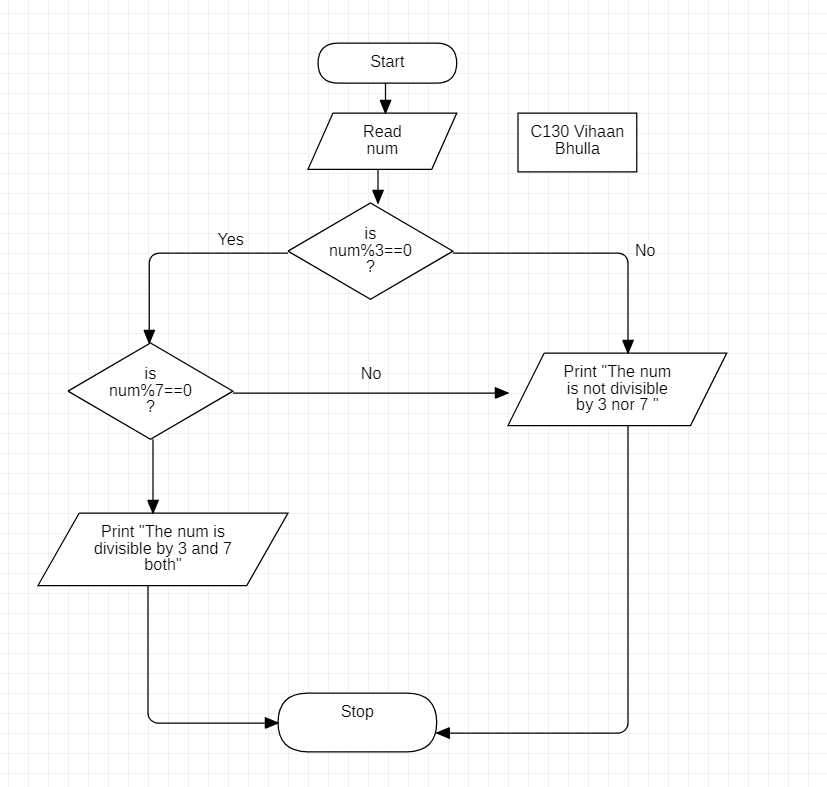 Start
Read
num
C130 Vihaan
Bhulla
is
num%3==0
?
Yes
No
is
num%7==0
?
No
Print "The num
is not divisible
by 3 nor 7 "
Print "The num is
divisible by 3 and 7
both"
Stop